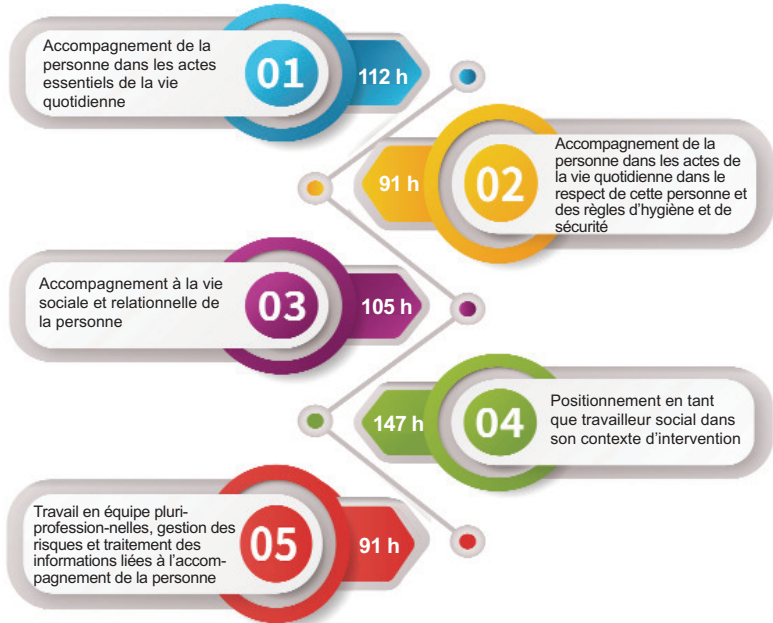 Accompagnement de la
personne dans les actes
essentiels de la vie
quotidienne
01
112 h
91 h
02
Accompagnement de la
personne dans les actes de
la vie quotidienne dans le
respect de cette personne et
des règles d'hygiène et de
sécurité
Accompagnement à la vie
sociale et relationnelle de
la personne
03
105 h
147 h
04
Positionnement en tant
que travailleur social dans
son contexte d'intervention
Travail en équipe pluri-
profession-nelles, gestion des
risques et traitement des
informations liées à l'accom-
pagnement de la personne
05
91 h